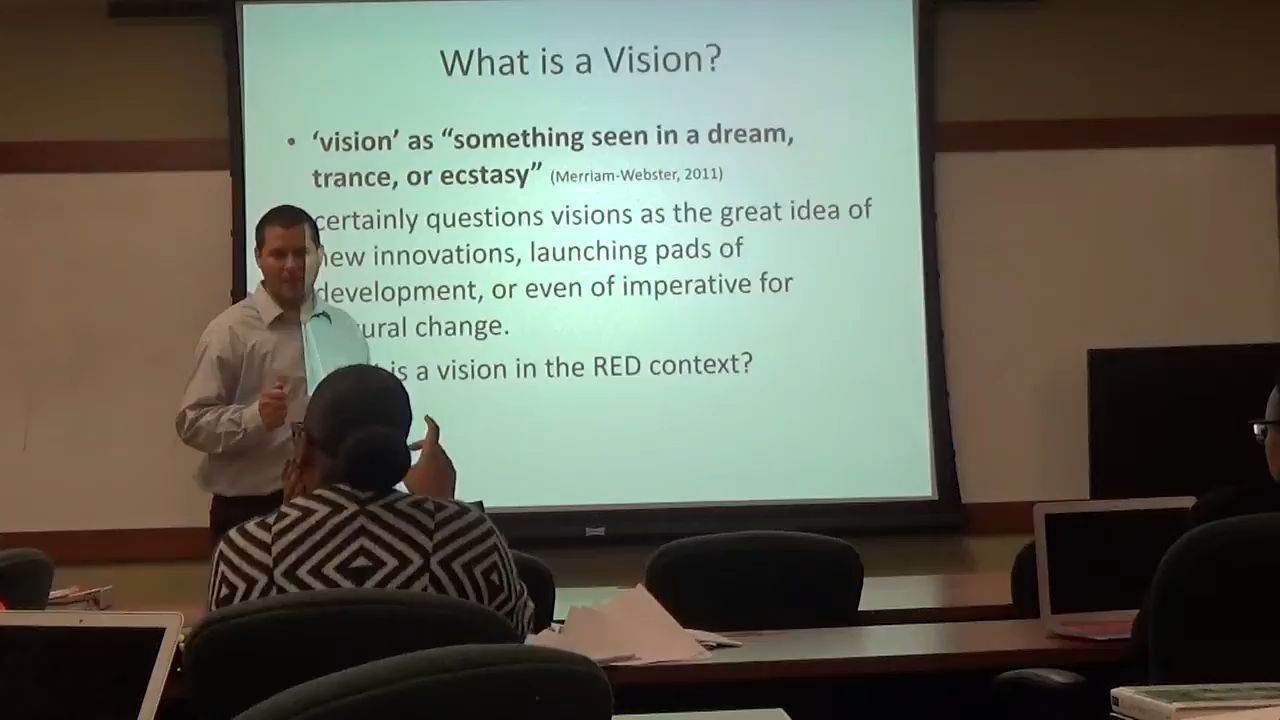 What is a Vision?
• 'vision' as "something seen in a dream,
trance, or ecstasy" (Merriam-Webster, 2011)
certainly questions visions as the great idea of
new innovations, launching pads of
development, or even of imperative for
change.
is a vision in the RED context?